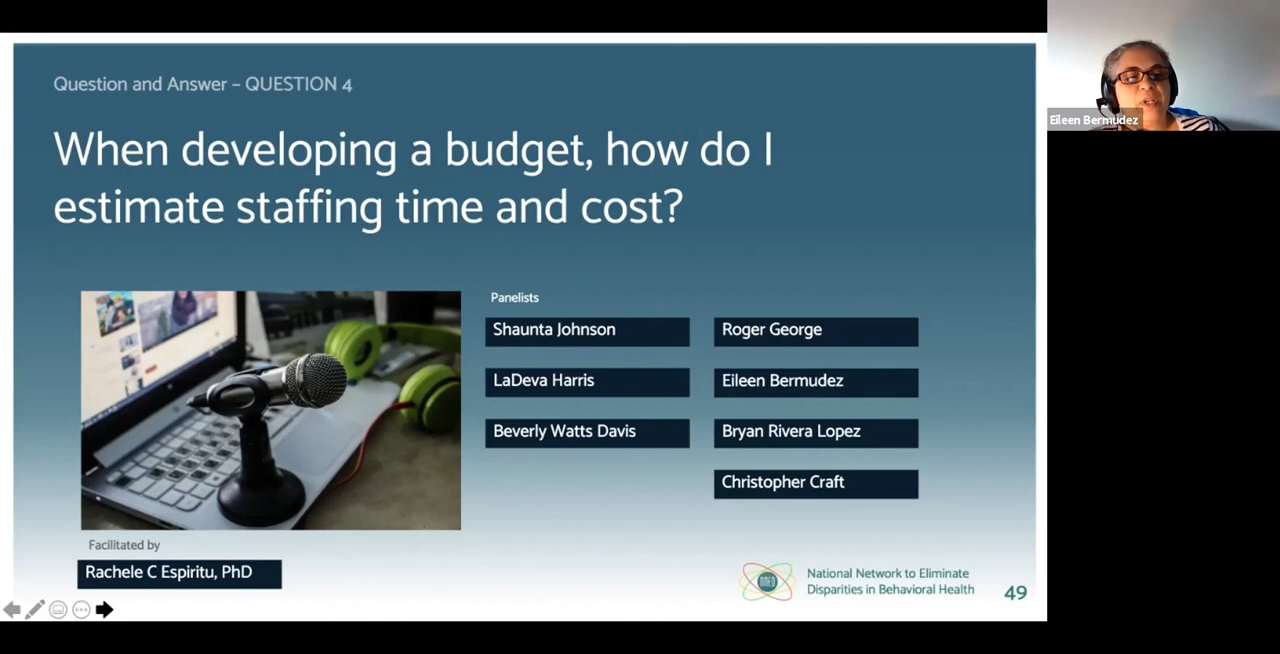 Question and Answer – QUESTION 4
When developing a budget, how do I
estimate staffing time and cost?
Panelists
Shaunta Johnson
Roger George
LaDeva Harris
Eileen Bermudez
Beverly Watts Davis
Bryan Rivera Lopez
Christopher Craft
Facilitated by
Rachele C Espiritu, PhD
NNED
National Network to Eliminate
Disparities in Behavioral Health
49
Eileen Bermudez